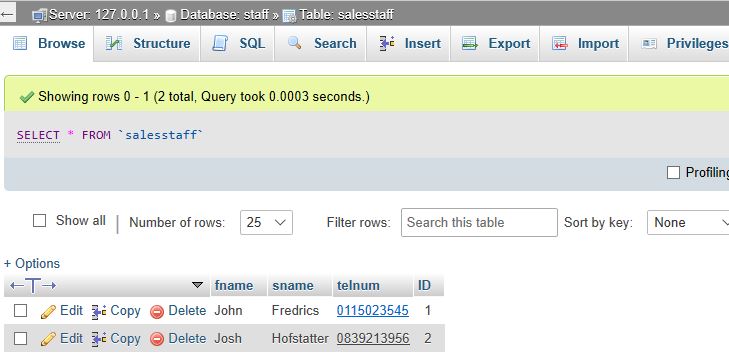 Server: 127.0.0.1 » Database: staff » Table: salesstaff
Browse Structure SQL Search Insert Export Import Privileges
Showing rows 0 - 1 (2 total, Query took 0.0003 seconds.)
SELECT * FROM `salesstaff`
Profiling
Show all | Number of rows: 25 Filter rows: Search this table Sort by key: None
+ Options
←T→ fname sname telnum ID
Edit Copy Delete John Fredrics 0115023545 1
Edit Copy Delete Josh Hofstatter 0839213956 2